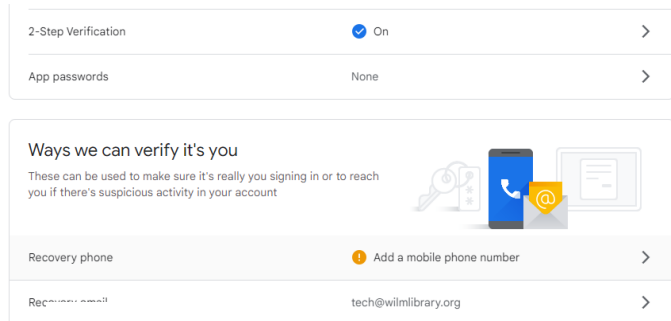 2-Step Verification On
App passwords None
Ways we can verify it's you
These can be used to make sure it's really you signing in or to reach
you if there's suspicious activity in your account
Recovery phone Add a mobile phone number
tech@wilmlibrary.org